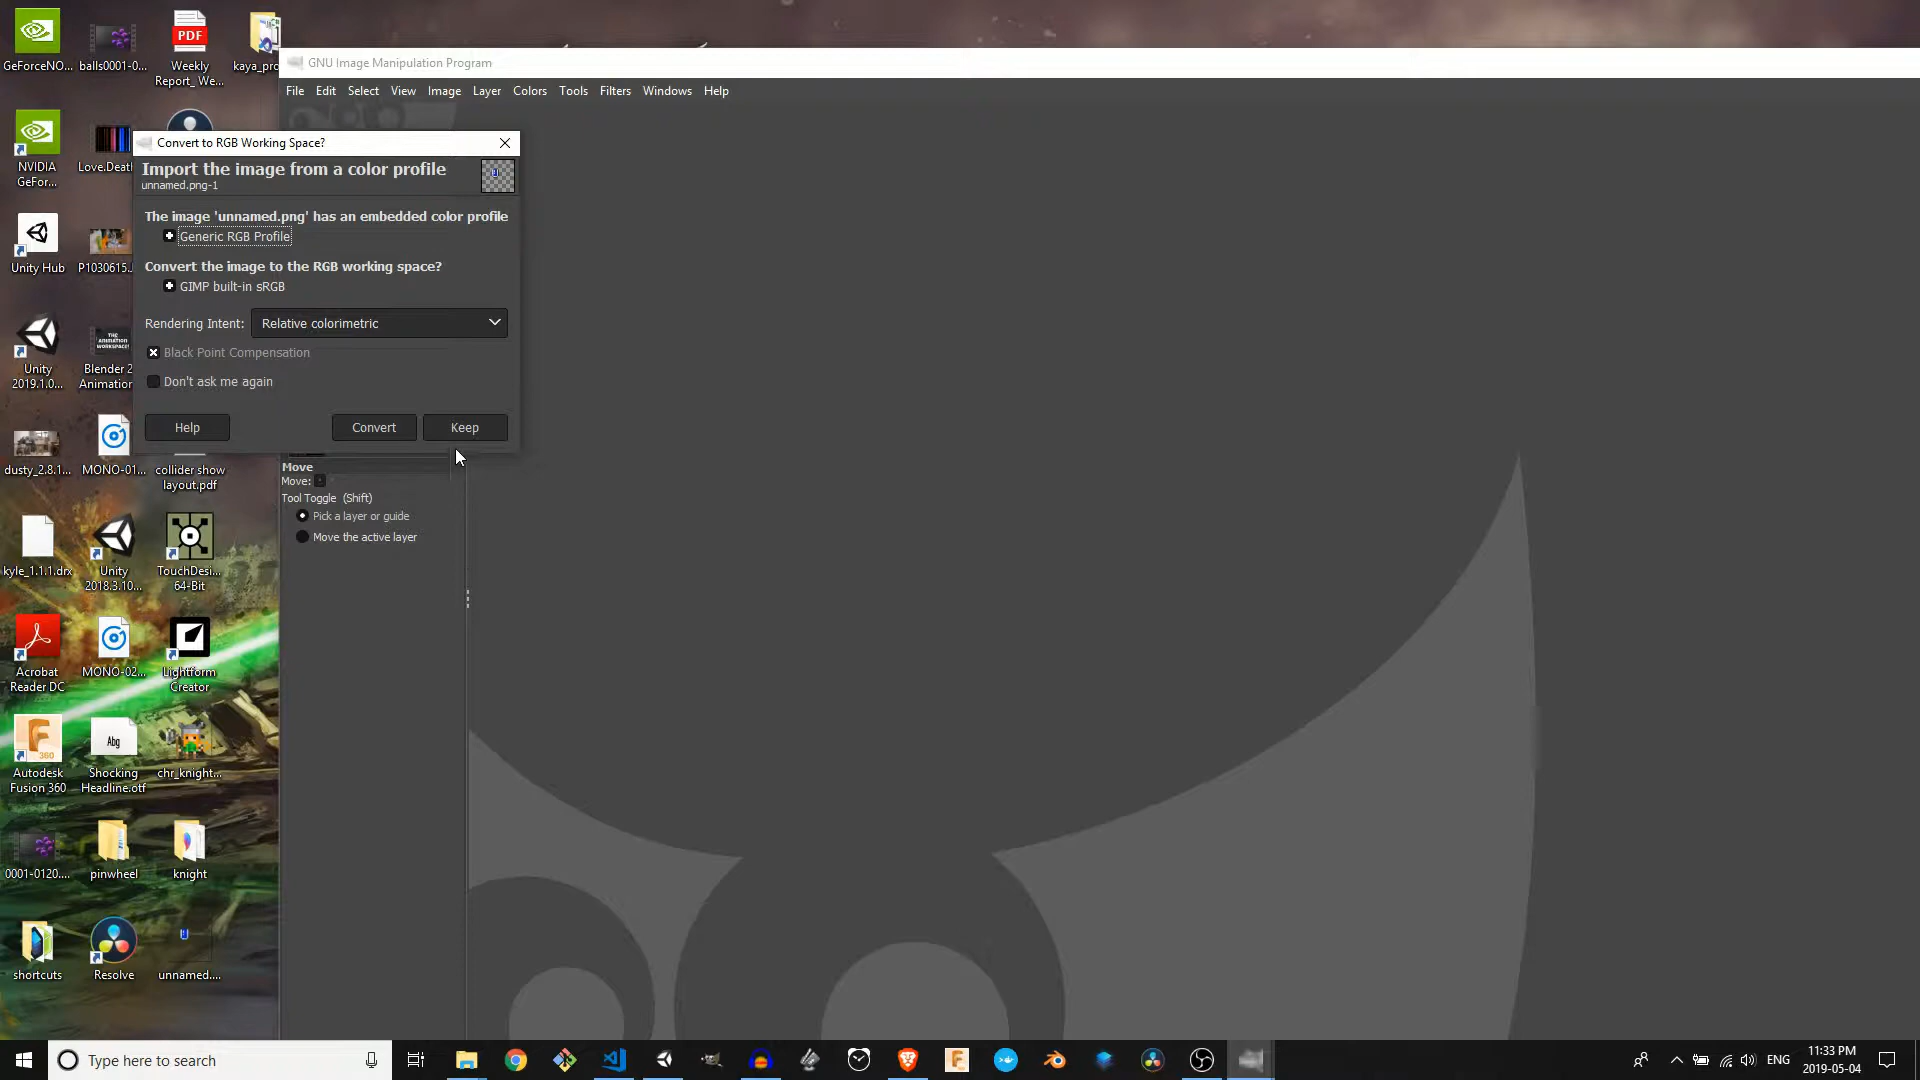 GeForceNO...
balls0001-0...
PDF
Weekly
Report_ We...
kaya_pro
GNU Image Manipulation Program
File Edit Select View Image Layer Colors Tools Filters Windows Help
NVIDIA
GeFor...
Love.Death
Unity Hub
P1030615.
Unity
2019.1.0...
Blender 2
Animation
dusty_2.8.1...
MONO-01...
collider show
layout.pdf
kyle_1.1.1.drx
Unity
2018.3.10...
TouchDesi...
64-Bit
Acrobat
Reader DC
MONO-02...
Lightform
Creator
360
Autodesk
Fusion 360
Abg
Shocking
Headline.otf
chr_knight...
0001-0120....
pinwheel
knight
shortcuts
Resolve
unnamed....
Convert to RGB Working Space?
Import the image from a color profile
unnamed.png-1
The image 'unnamed.png' has an embedded color profile
Generic RGB Profile
Convert the image to the RGB working space?
GIMP built-in sRGB
Rendering Intent: Relative colorimetric
Black Point Compensation
Don't ask me again
Help Convert Keep
Move
Move:
Tool Toggle (Shift)
Pick a layer or guide
Move the active layer
Type here to search
ENG
11:33 PM
2019-05-04